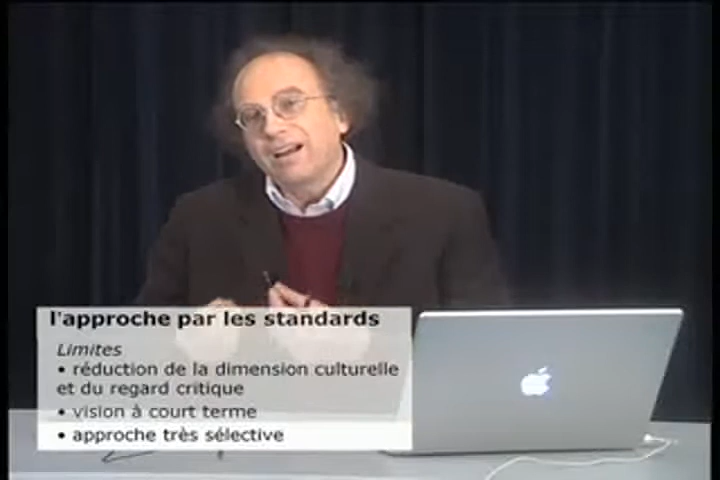 l'approche par les standards
Limites
• réduction de la dimension culturelle
et du regard critique
• vision à court terme
• approche très sélective